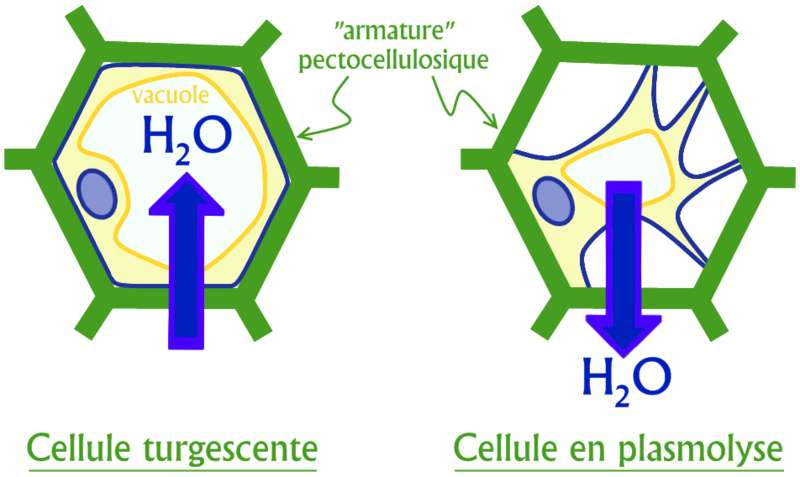 "armature"
pectocellulosique
vacuole
H₂O
H₂O
Cellule turgescente
Cellule en plasmolyse